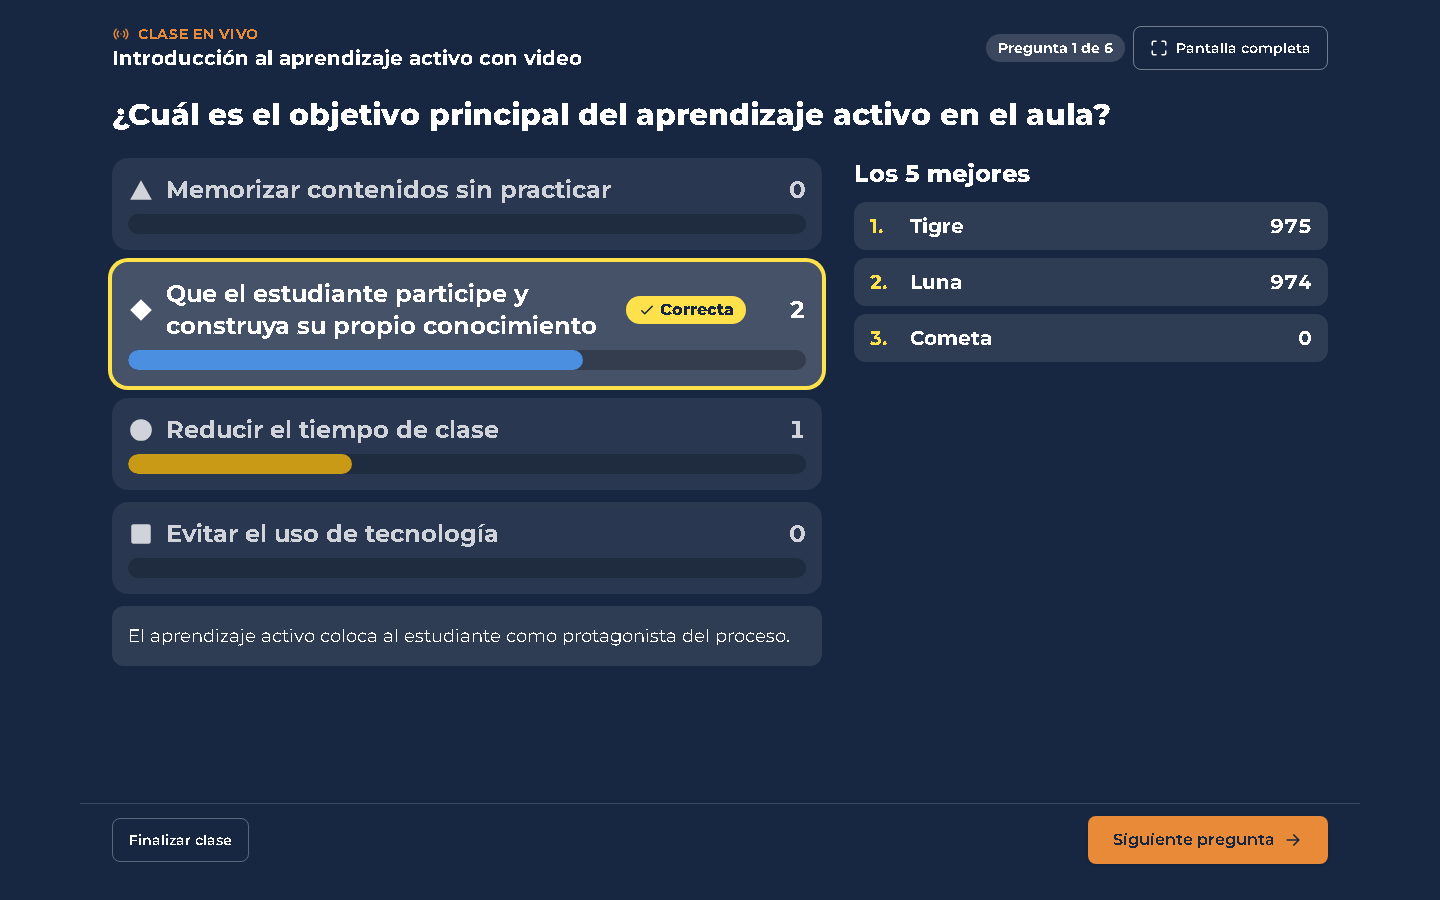 CLASE EN VIVO
Introducción al aprendizaje activo con video
Pregunta 1 de 6
Pantalla completa
¿Cuál es el objetivo principal del aprendizaje activo en el aula?
Memorizar contenidos sin practicar 0
Que el estudiante participe y
construya su propio conocimiento
Correcta
2
Reducir el tiempo de clase 1
Evitar el uso de tecnología 0
El aprendizaje activo coloca al estudiante como protagonista del proceso.
Los 5 mejores
1. Tigre 975
2. Luna 974
3. Cometa 0
Finalizar clase
Siguiente pregunta